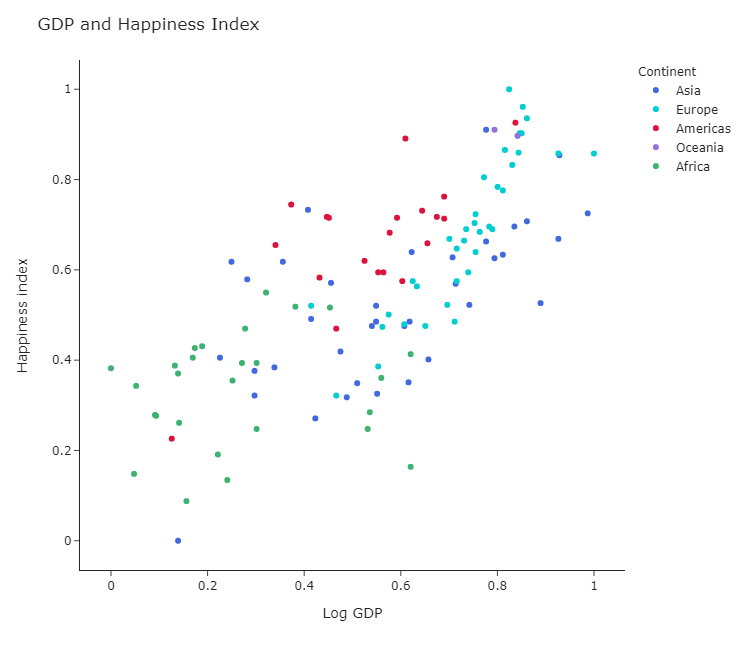 GDP and Happiness Index
Continent
Asia
Europe
Americas
Oceania
Africa
1
0.8
0.6
0.4
0.2
0
Happiness index
0 0.2 0.4 0.6 0.8 1
Log GDP